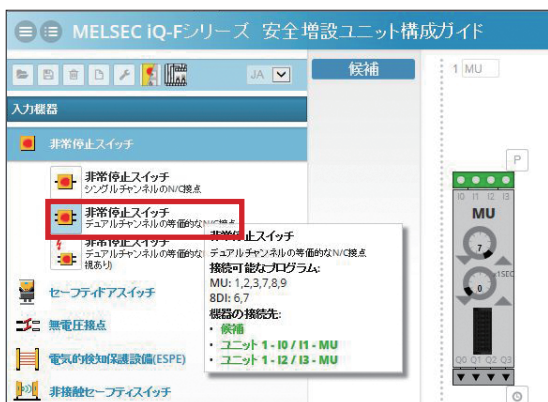 MELSEC iQ-Fシリーズ 安全増設ユニット構成ガイド
JA
候補
1 MU
入力機器
非常停止スイッチ
P
非常停止スイッチ
シングルチャンネルのN/C接点
I0 I1 I2 I3
MU
非常停止スイッチ
デュアルチャンネルの等価的なN/C接点
7
非常停止スイッチ
デュアルチャンネルの等価的な
視あり)
非常停止スイッチ
デュアルチャンネルの等価的なN/C接点
接続可能なプログラム:
MU: 1,2,3,7,8,9
8DI: 6,7
機器の接続先:
• 候補
• ユニット 1 - I0 / I1 - MU
• ユニット 1 - I2 / I3 - MU
×1SEC
0
セーフティドアスイッチ
無電圧接点
電気的検知保護設備(ESPE)
Q0 Q1 Q2 Q3
非接触セーフティスイッチ